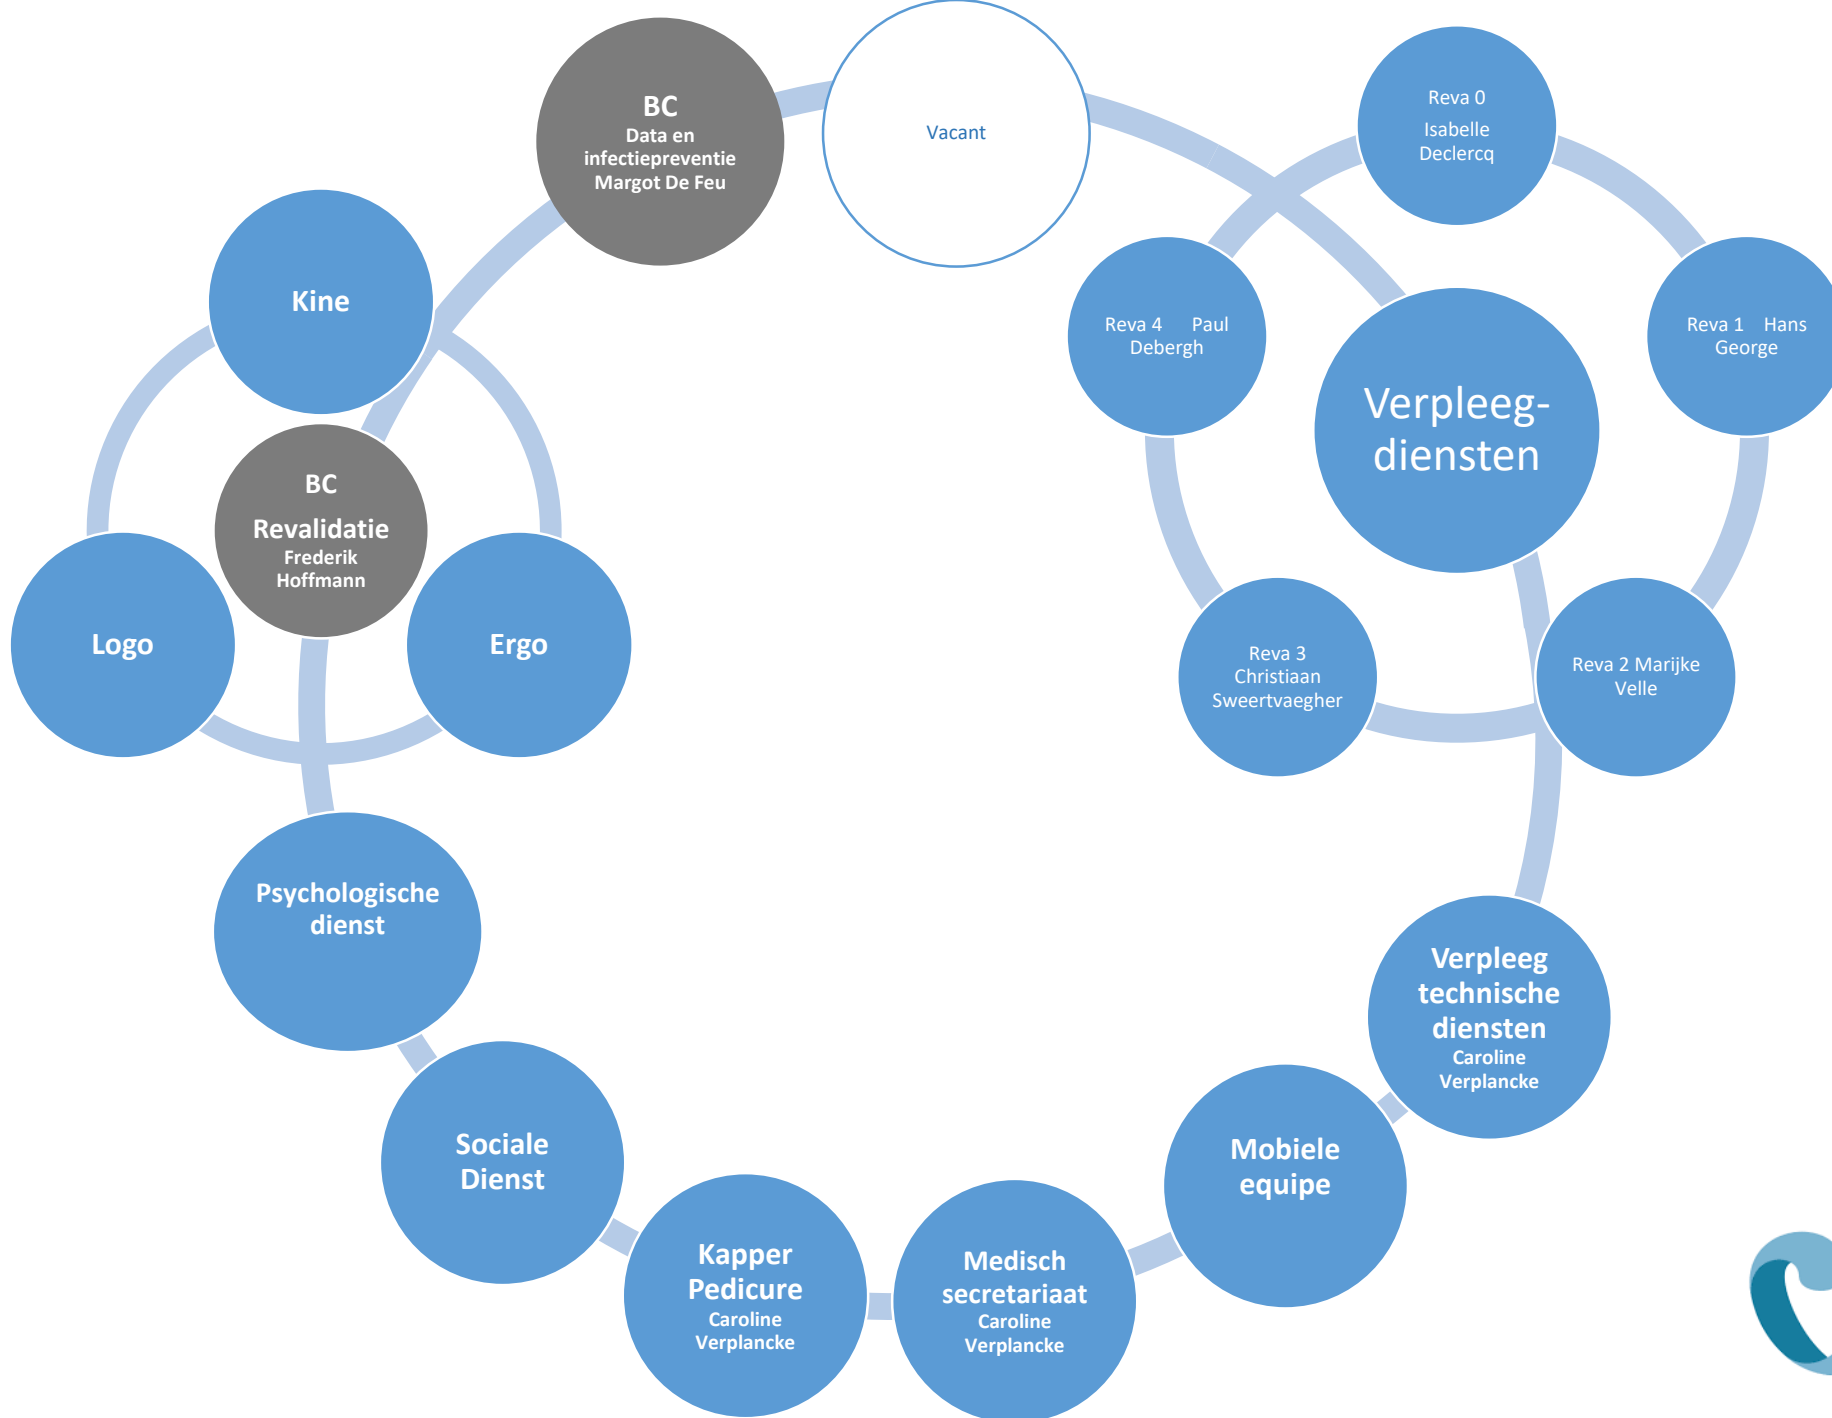 BC
Data en
infectiepreventie
Margot De Feu
Vacant
Reva 0
Isabelle
Declercq
Reva 1 Hans
George
Reva 2 Marijke
Velle
Reva 3
Christiaan
Sweertvaegher
Reva 4 Paul
Debergh
Verpleeg-
diensten
Kine
BC
Revalidatie
Frederik
Hoffmann
Logo
Ergo
Psychologische
dienst
Sociale
Dienst
Kapper
Pedicure
Caroline
Verplancke
Medisch
secretariaat
Caroline
Verplancke
Mobiele
equipe
Verpleeg
technische
diensten
Caroline
Verplancke